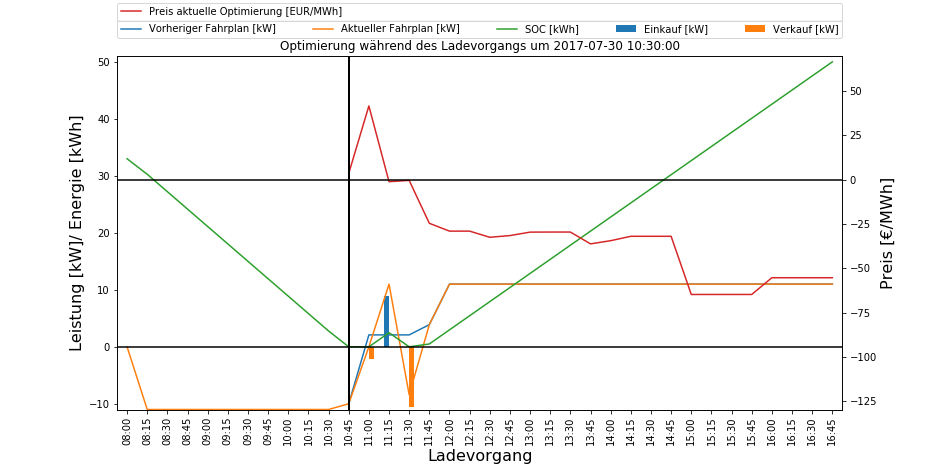 Preis aktuelle Optimierung [EUR/MWh]
Vorheriger Fahrplan [kW] Aktueller Fahrplan [kW] SOC [kWh] Einkauf [kW] Verkauf [kW]
Optimierung während des Ladevorgangs um 2017-07-30 10:30:00
Leistung [kW]/ Energie [kWh]
50
40
30
20
10
0
−10
50
25
0
−25
−50
−75
−100
−125
Preis [€/MWh]
08:00 08:15 08:30 08:45 09:00 09:15 09:30 09:45 10:00 10:15 10:30 10:45 11:00 11:15 11:30 11:45 12:00 12:15 12:30 12:45 13:00 13:15 13:30 13:45 14:00 14:15 14:30 14:45 15:00 15:15 15:30 15:45 16:00 16:15 16:30 16:45
Ladevorgang